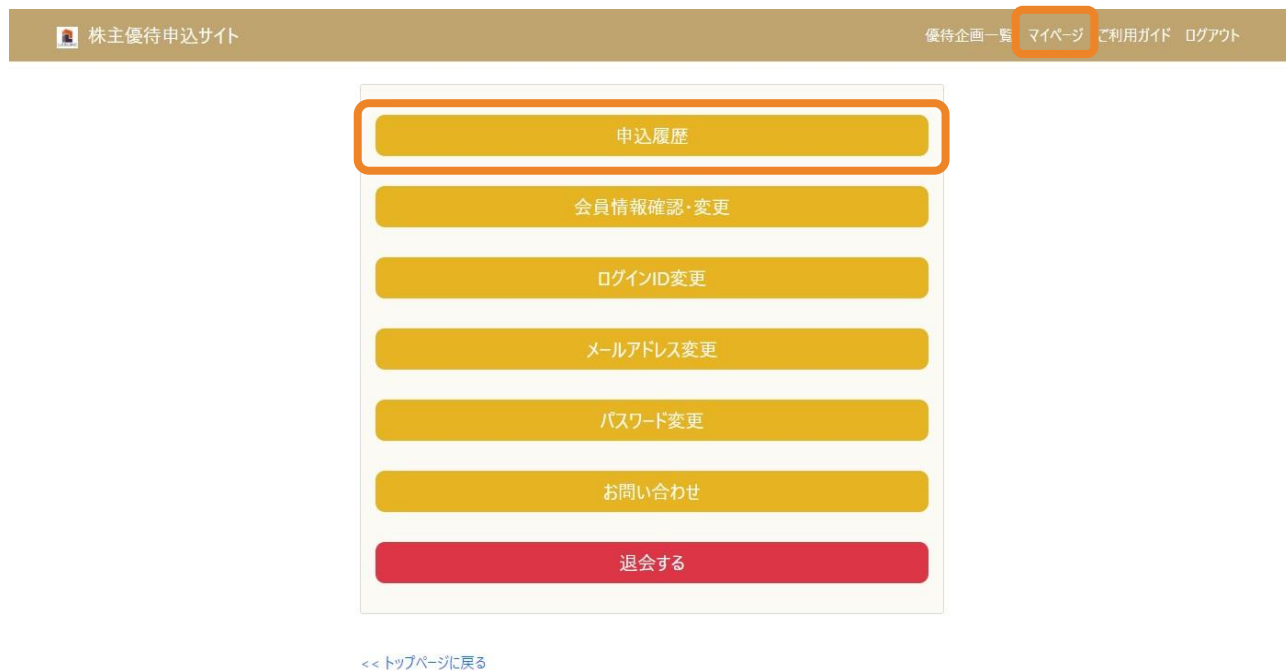 株主優待申込サイト
優待企画一覧 マイページ ご利用ガイド ログアウト
申込履歴
会員情報確認・変更
ログインID変更
メールアドレス変更
パスワード変更
お問い合わせ
退会する
<< トップページに戻る